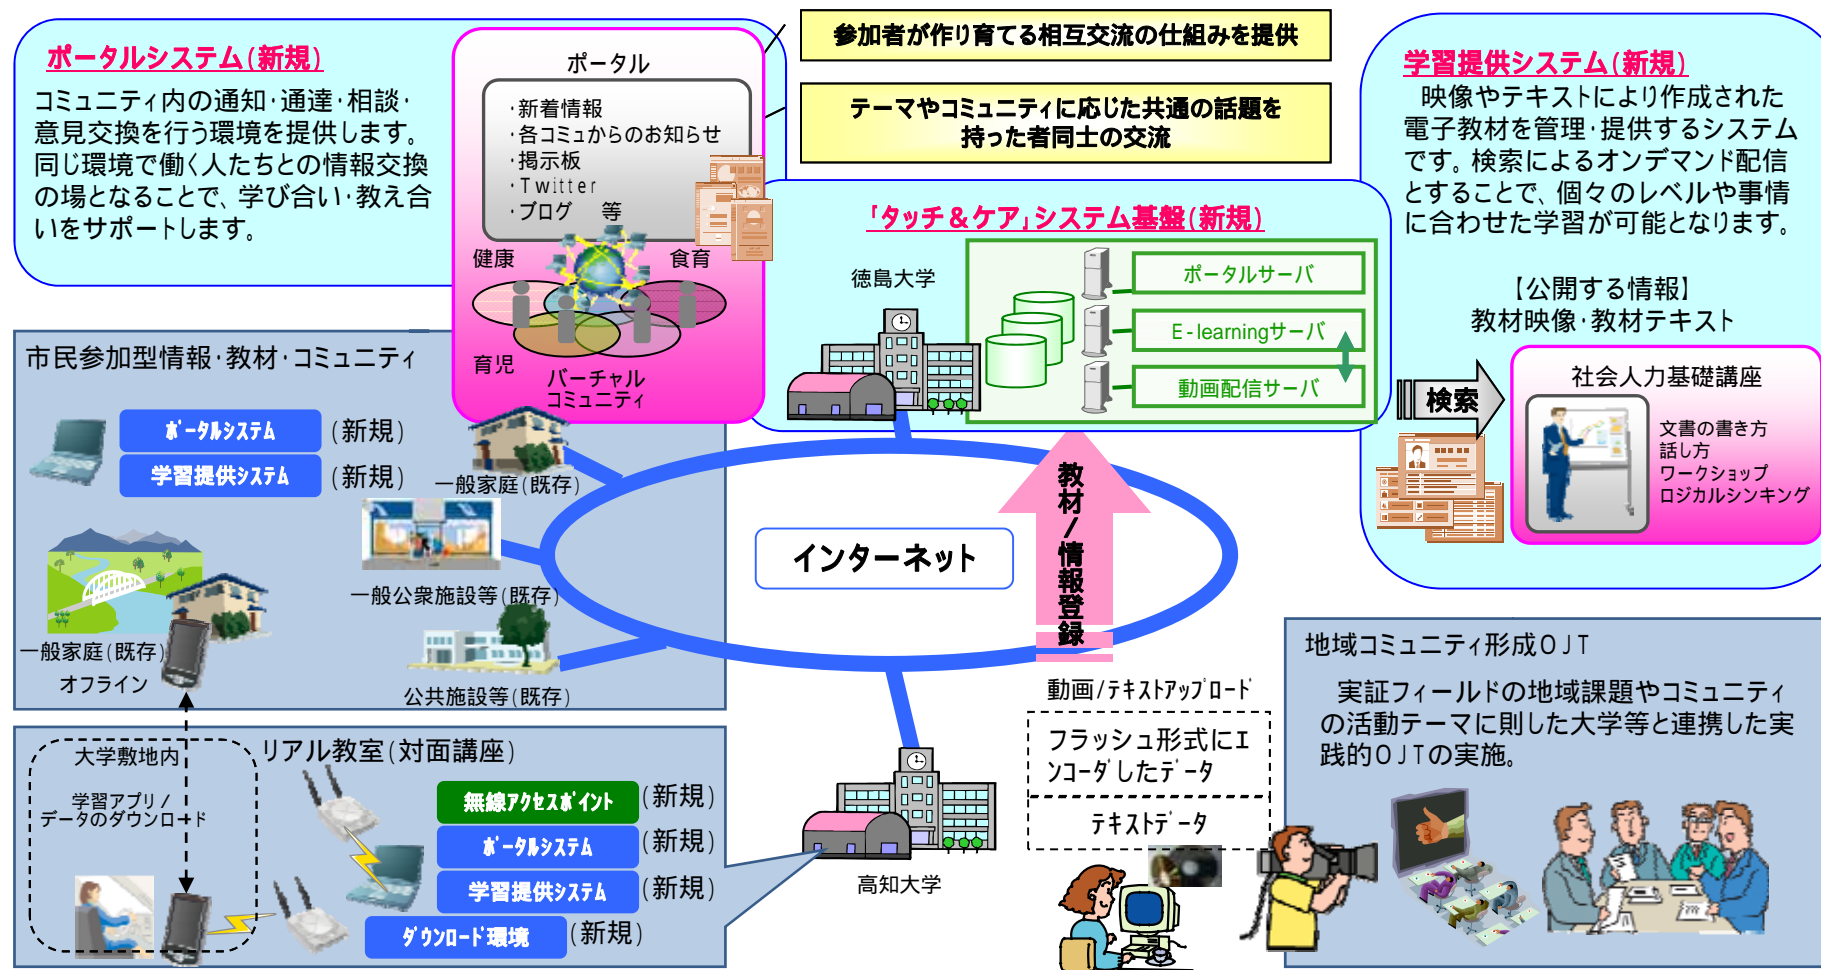 ポータルシステム(新規)
コミュニティ内の通知・通達・相談・
意見交換を行う環境を提供します。
同じ環境で働く人たちとの情報交換
の場となることで、学び合い・教え合
いをサポートします。
ポータル
・新着情報
・各コミュからのお知らせ
・掲示板
・Twitter
・ブログ　等
健康
食育
育児
バーチャル
コミュニティ
参加者が作り育てる相互交流の仕組みを提供
テーマやコミュニティに応じた共通の話題を
持った者同士の交流
「タッチ＆ケア」システム基盤(新規)
徳島大学
ポータルサーバ
E-learningサーバ
動画配信サーバ
学習提供システム(新規)
映像やテキストにより作成された
電子教材を管理・提供するシステム
です。検索によるオンデマンド配信
とすることで、個々のレベルや事情
に合わせた学習が可能となります。
【公開する情報】
教材映像・教材テキスト
検索
社会人力基礎講座
文書の書き方
話し方
ワークショップ
ロジカルシンキング
市民参加型情報・教材・コミュニティ
ﾎﾟｰﾀﾙｼｽﾃﾑ (新規)
学習提供ｼｽﾃﾑ (新規)
一般家庭(既存)
一般公衆施設等(既存)
一般家庭(既存)
オフライン
公共施設等(既存)
インターネット
教材/情報登録
動画/ﾃｷｽﾄｱｯﾌﾟﾛｰﾄﾞ
フラッシュ形式にエ
ﾝｺｰﾀﾞしたﾃﾞｰﾀ
ﾃｷｽﾄﾃﾞｰﾀ
大学敷地内
学習アプリ/
データのダウンロード
リアル教室(対面講座)
無線ｱｸｾｽﾎﾟｲﾝﾄ (新規)
ﾎﾟｰﾀﾙｼｽﾃﾑ (新規)
学習提供ｼｽﾃﾑ (新規)
ﾀﾞｳﾝﾛｰﾄﾞ環境 (新規)
高知大学
地域コミュニティ形成OJT
実証フィールドの地域課題やコミュニティ
の活動テーマに則した大学等と連携した実
践的OJTの実施。